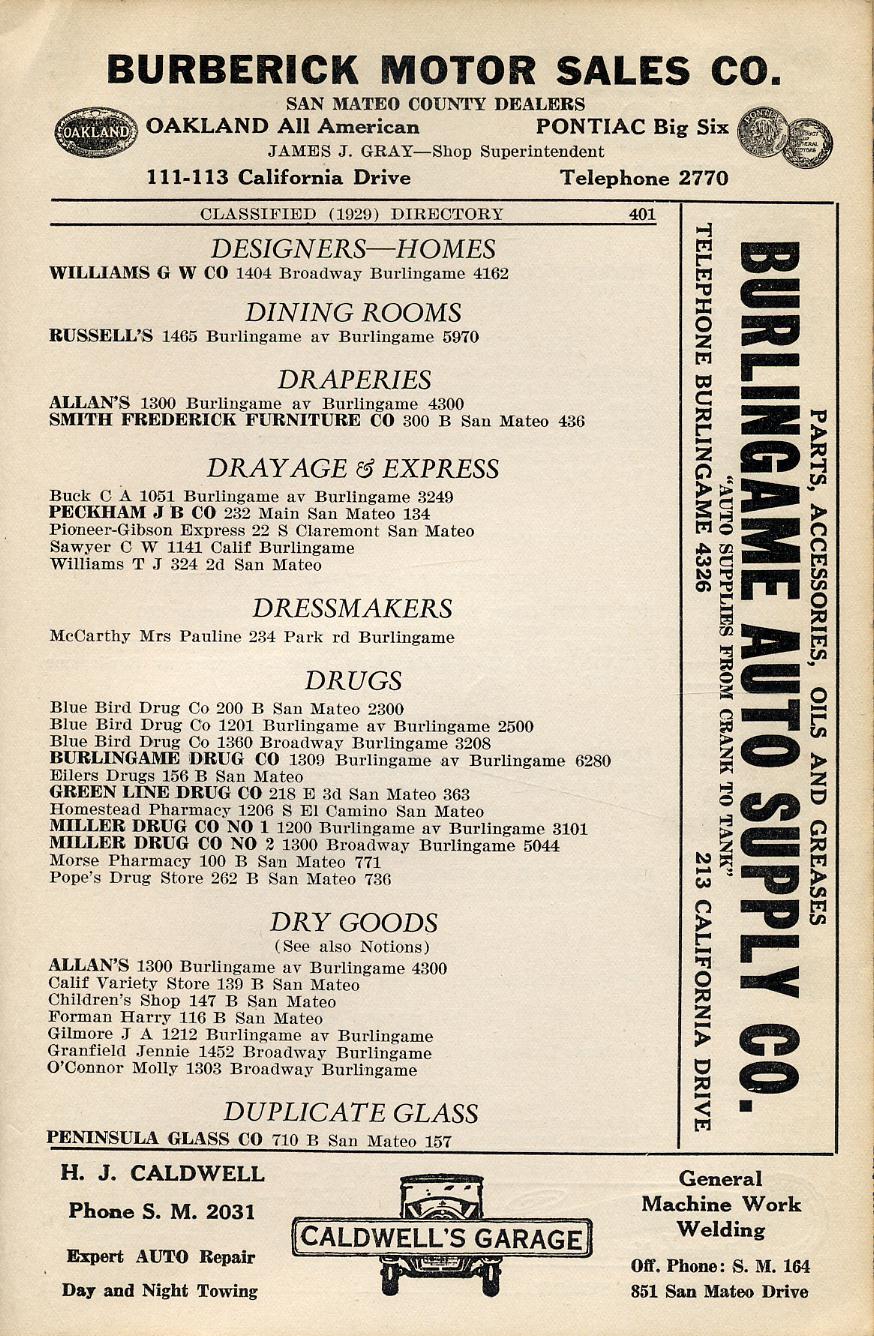 BURBERICK MOTOR SALES CO.
SAN MATEO COUNTY DEALERS
OAKLAND
OAKLAND All American PONTIAC Big Six
PONTIAC
JAMES J. GRAY—Shop Superintendent
111-113 California Drive Telephone 2770
CLASSIFIED (1929) DIRECTORY 401
DESIGNERS—HOMES
WILLIAMS G W CO 1404 Broadway Burlingame 4162
DINING ROOMS
RUSSELL'S 1465 Burlingame av Burlingame 5970
DRAPERIES
ALLAN'S 1300 Burlingame av Burlingame 4300
SMITH FREDERICK FURNITURE CO 300 B San Mateo 436
DRAYAGE & EXPRESS
Buck C A 1051 Burlingame av Burlingame 3249
PECKHAM J B CO 232 Main San Mateo 134
Pioneer-Gibson Express 22 S Claremont San Mateo
Sawyer C W 1141 Calif Burlingame
Williams T J 324 2d San Mateo
DRESSMAKERS
McCarthy Mrs Pauline 234 Park rd Burlingame
DRUGS
Blue Bird Drug Co 200 B San Mateo 2300
Blue Bird Drug Co 1201 Burlingame av Burlingame 2500
Blue Bird Drug Co 1360 Broadway Burlingame 3208
BURLINGAME DRUG CO 1309 Burlingame av Burlingame 6280
Eilers Drugs 156 B San Mateo
GREEN LINE DRUG CO 218 E 3d San Mateo 363
Homestead Pharmacy 1206 S El Camino San Mateo
MILLER DRUG CO NO 1 1200 Burlingame av Burlingame 3101
MILLER DRUG CO NO 2 1300 Broadway Burlingame 5044
Morse Pharmacy 100 B San Mateo 771
Pope's Drug Store 262 B San Mateo 736
DRY GOODS
(See also Notions)
ALLAN'S 1300 Burlingame av Burlingame 4300
Calif Variety Store 139 B San Mateo
Children's Shop 147 B San Mateo
Forman Harry 116 B San Mateo
Gilmore J A 1212 Burlingame av Burlingame
Granfield Jennie 1452 Broadway Burlingame
O'Connor Molly 1303 Broadway Burlingame
DUPLICATE GLASS
PENINSULA GLASS CO 710 B San Mateo 157
PARTS, ACCESSORIES, OILS AND GREASES
BURLINGAME AUTO SUPPLY CO.
"AUTO SUPPLIES FROM CRANK TO TANK"
TELEPHONE BURLINGAME 4326 213 CALIFORNIA DRIVE
H. J. CALDWELL
Phone S. M. 2031
Expert AUTO Repair
Day and Night Towing
CALDWELL'S GARAGE
General
Machine Work
Welding
Off. Phone: S. M. 164
851 San Mateo Drive